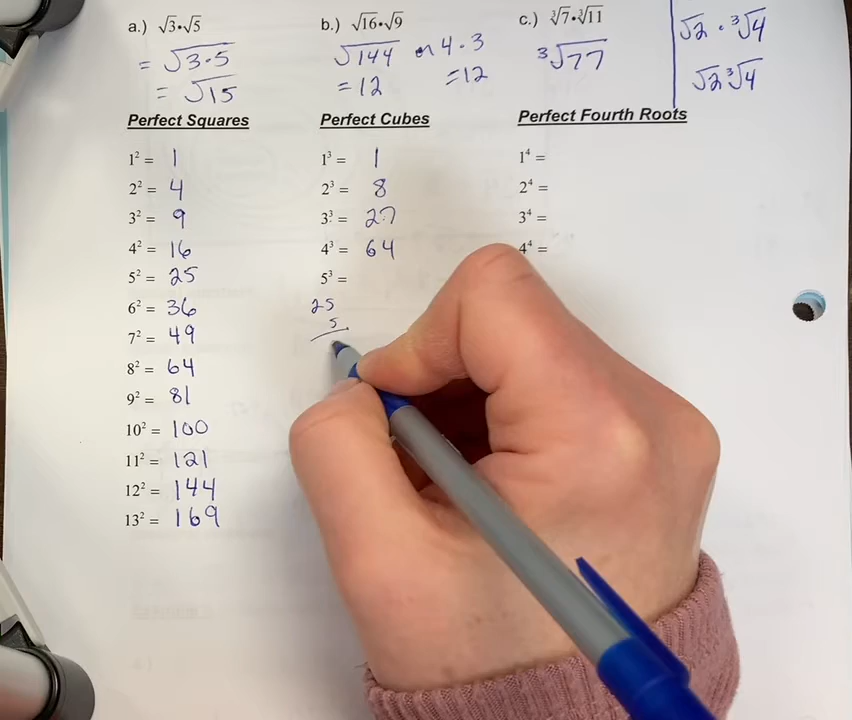 a.) √3•√5
= √3·5
= √15
b.) √16•√9
√144 or 4·3
=12 =12
c.) ∛7•∛11
³√77
√2 · ³√4
√2 ³√4
Perfect Squares
1² = 1
2² = 4
3² = 9
4² = 16
5² = 25
6² = 36
7² = 49
8² = 64
9² = 81
10² = 100
11² = 121
12² = 144
13² = 169
Perfect Cubes
1³ = 1
2³ = 8
3³ = 27
4³ = 64
5³ =
25
5
Perfect Fourth Roots
1⁴ =
2⁴ =
3⁴ =
4⁴ =